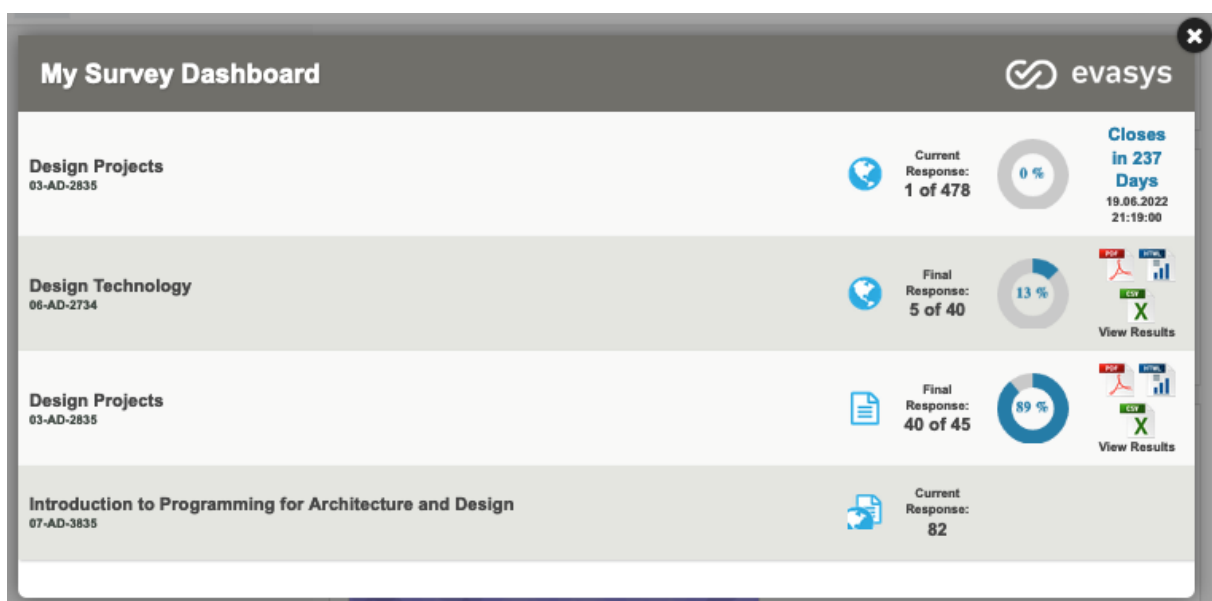 My Survey Dashboard
evasys
Design Projects
03-AD-2835
Current
Response:
1 of 478
0 %
Closes
in 237
Days
19.06.2022
21:19:00
Design Technology
06-AD-2734
Final
Response:
5 of 40
13 %
PDF
HTML
CSV
X
View Results
Design Projects
03-AD-2835
Final
Response:
40 of 45
89 %
PDF
HTML
CSV
X
View Results
Introduction to Programming for Architecture and Design
07-AD-3835
Current
Response:
82